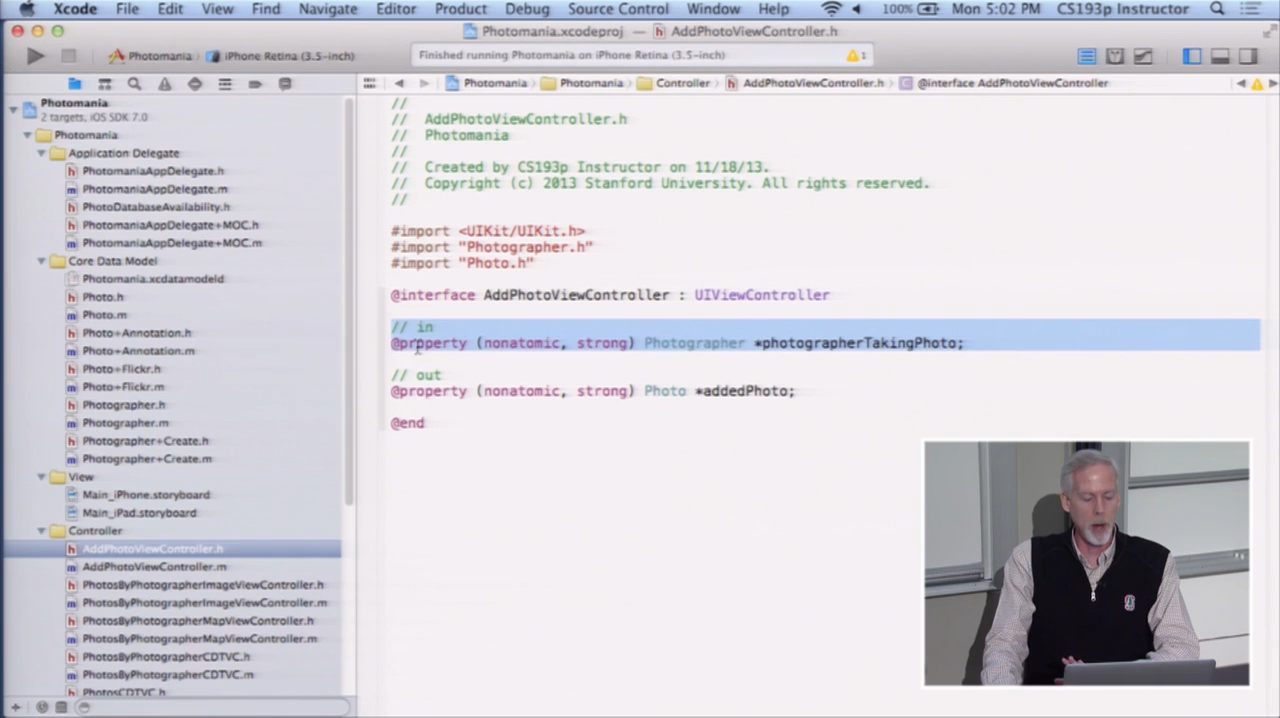 Xcode File Edit View Find Navigate Editor Product Debug Source Control Window Help 100% Mon 5:02 PM CS193p Instructor
Photomania.xcodeproj — AddPhotoViewController.h
Photomania iPhone Retina (3.5-inch) Finished running Photomania on iPhone Retina (3.5-inch) 1
Photomania Photomania Controller AddPhotoViewController.h @interface AddPhotoViewController
Photomania
2 targets, iOS SDK 7.0
Photomania
Application Delegate
PhotomaniaAppDelegate.h
PhotomaniaAppDelegate.m
PhotoDatabaseAvailability.h
PhotomaniaAppDelegate+MOC.h
PhotomaniaAppDelegate+MOC.m
Core Data Model
Photomania.xcdatamodeld
Photo.h
Photo.m
Photo+Annotation.h
Photo+Annotation.m
Photo+Flickr.h
Photo+Flickr.m
Photographer.h
Photographer.m
Photographer+Create.h
Photographer+Create.m
View
Main_iPhone.storyboard
Main_iPad.storyboard
Controller
AddPhotoViewController.h
AddPhotoViewController.m
PhotosByPhotographerImageViewController.h
PhotosByPhotographerImageViewController.m
PhotosByPhotographerMapViewController.h
PhotosByPhotographerMapViewController.m
PhotosByPhotographerCDTVC.h
PhotosByPhotographerCDTVC.m
PhotosCDTVC.h
//
// AddPhotoViewController.h
// Photomania
//
// Created by CS193p Instructor on 11/18/13.
// Copyright (c) 2013 Stanford University. All rights reserved.
//
#import <UIKit/UIKit.h>
#import "Photographer.h"
#import "Photo.h"
@interface AddPhotoViewController : UIViewController
// in
@property (nonatomic, strong) Photographer *photographerTakingPhoto;
// out
@property (nonatomic, strong) Photo *addedPhoto;
@end